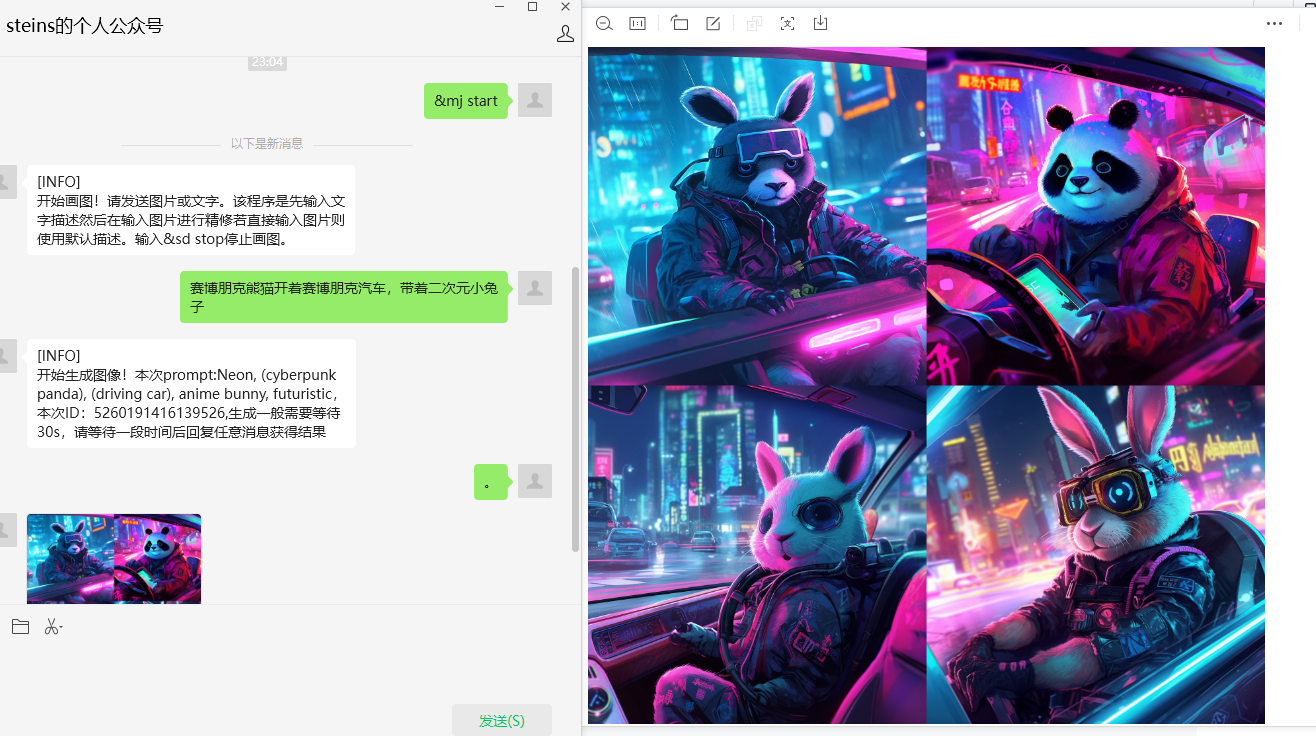 steins的个人公众号
23:04
&mj start
以下是新消息
[INFO]
开始画图！请发送图片或文字。该程序是先输入文
字描述然后在输入图片进行精修若直接输入图片则
使用默认描述。输入&sd stop停止画图。
赛博朋克熊猫开着赛博朋克汽车，带着二次元小兔
子
[INFO]
开始生成图像！本次prompt:Neon, (cyberpunk
panda), (driving car), anime bunny, futuristic,
本次ID：5260191416139526,生成一般需要等待
30s，请等待一段时间后回复任意消息获得结果
。
发送(S)